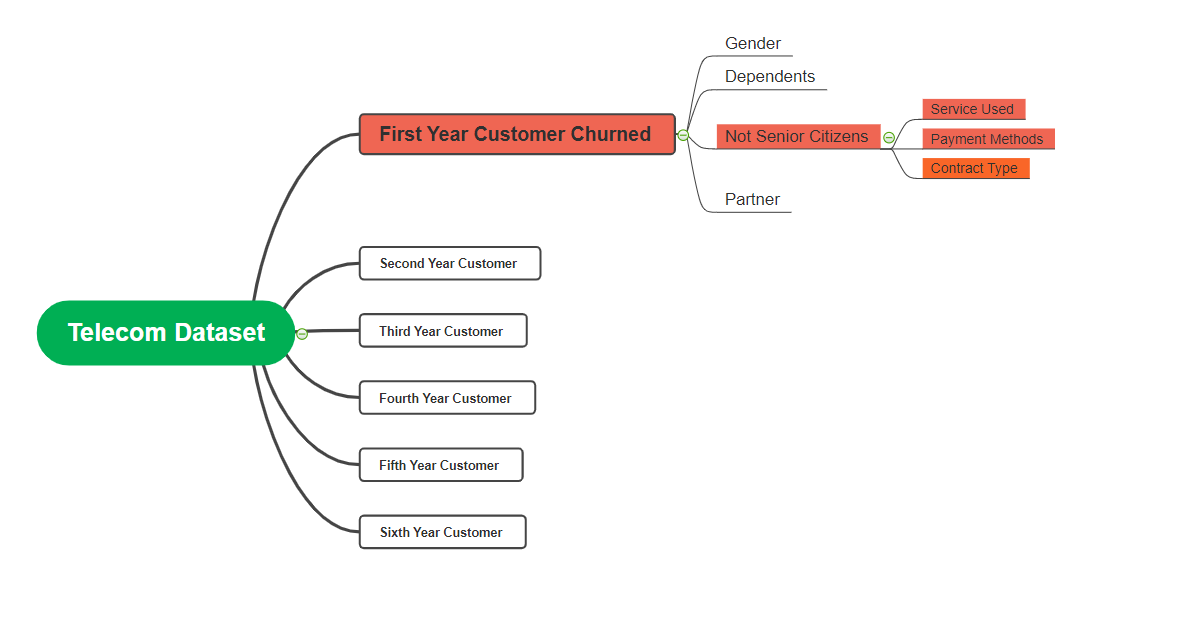 Telecom Dataset
First Year Customer Churned
Gender
Dependents
Not Senior Citizens
Service Used
Payment Methods
Contract Type
Partner
Second Year Customer
Third Year Customer
Fourth Year Customer
Fifth Year Customer
Sixth Year Customer